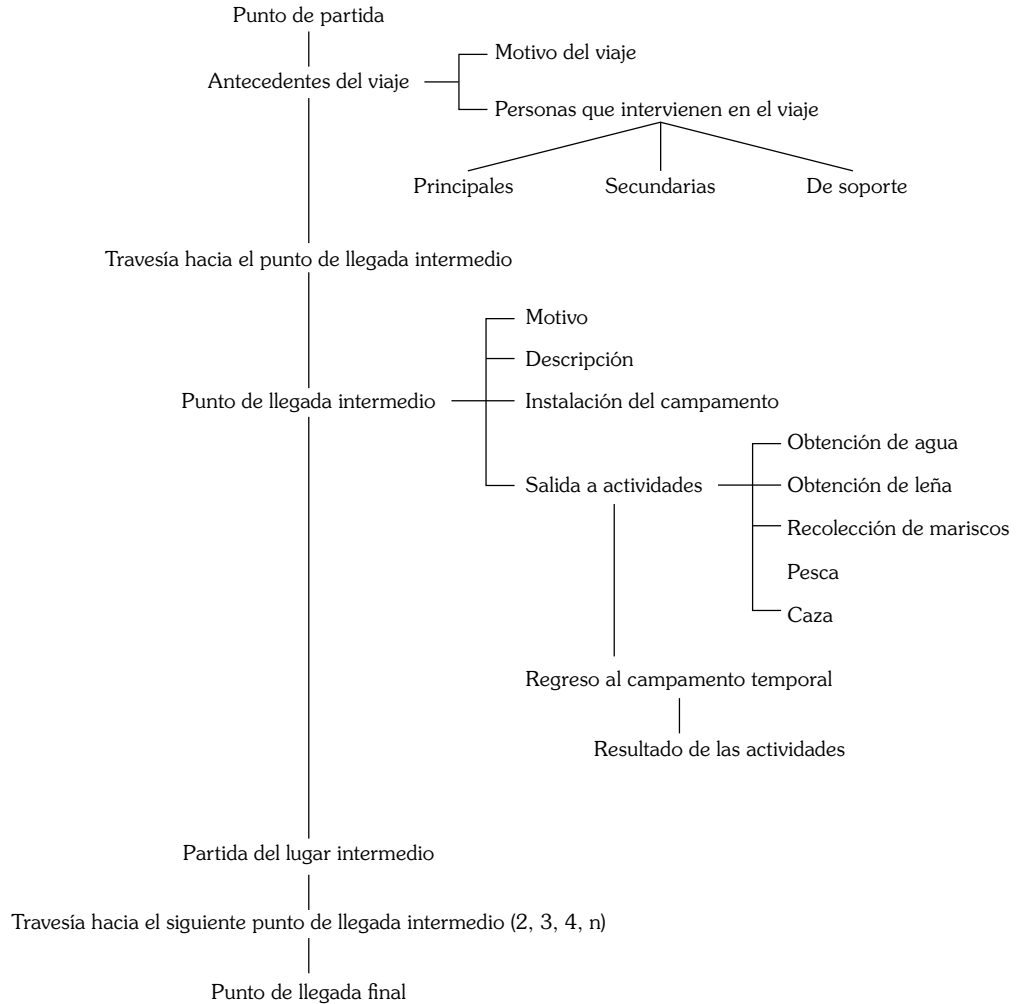 Punto de partida
Motivo del viaje
Antecedentes del viaje
Personas que intervienen en el viaje
Principales
Secundarias
De soporte
Travesía hacia el punto de llegada intermedio
Motivo
Descripción
Punto de llegada intermedio
Instalación del campamento
Obtención de agua
Salida a actividades
Obtención de leña
Recolección de mariscos
Pesca
Caza
Regreso al campamento temporal
Resultado de las actividades
Partida del lugar intermedio
Travesía hacia el siguiente punto de llegada intermedio (2, 3, 4, n)
Punto de llegada final